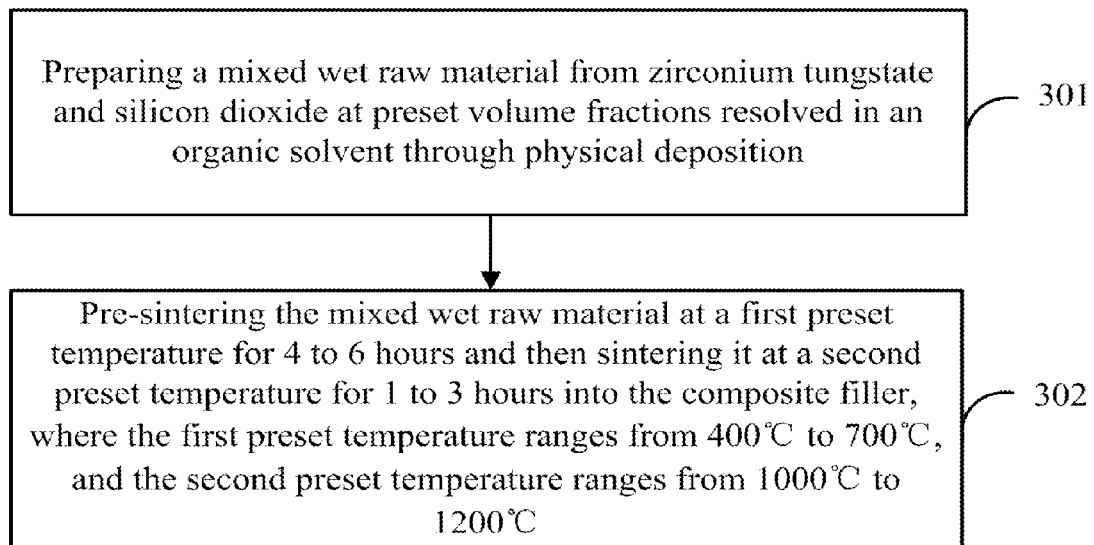 Preparing a mixed wet raw material from zirconium tungstate
and silicon dioxide at preset volume fractions resolved in an
organic solvent through physical deposition
301
Pre-sintering the mixed wet raw material at a first preset
temperature for 4 to 6 hours and then sintering it at a second
preset temperature for 1 to 3 hours into the composite filler,
where the first preset temperature ranges from 400℃ to 700℃,
and the second preset temperature ranges from 1000℃ to
1200℃
302